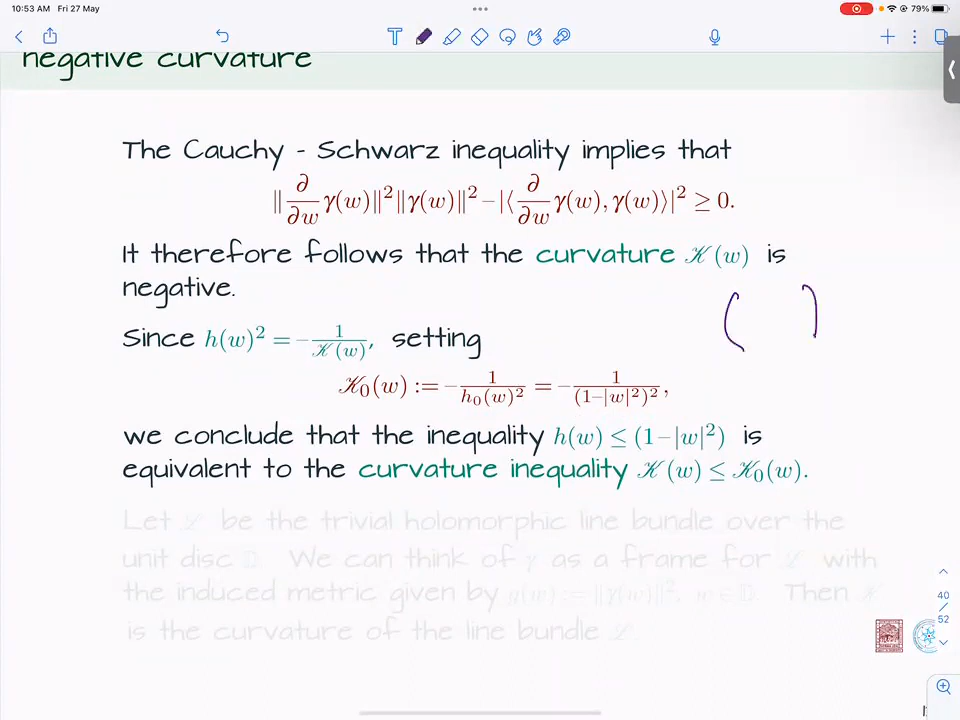 10:53 AM Fri 27 May
79%
negative curvature
The Cauchy - Schwarz inequality implies that
‖∂/∂w γ(w)‖²‖γ(w)‖² – |⟨∂/∂w γ(w), γ(w)⟩|² ≥ 0.
It therefore follows that the curvature 𝒦(w) is
negative.
Since h(w)² = –1/𝒦(w), setting
𝒦₀(w) := –1/h₀(w)² = –1/(1–|w|²)²,
we conclude that the inequality h(w) ≤ (1–|w|²) is
equivalent to the curvature inequality 𝒦(w) ≤ 𝒦₀(w).
Let ℒ be the trivial holomorphic line bundle over the
unit disc 𝔻. We can think of γ as a frame for ℒ with
the induced metric given by g(w) := ‖γ(w)‖², w ∈ 𝔻. Then 𝒦
is the curvature of the line bundle ℒ
40
/
52